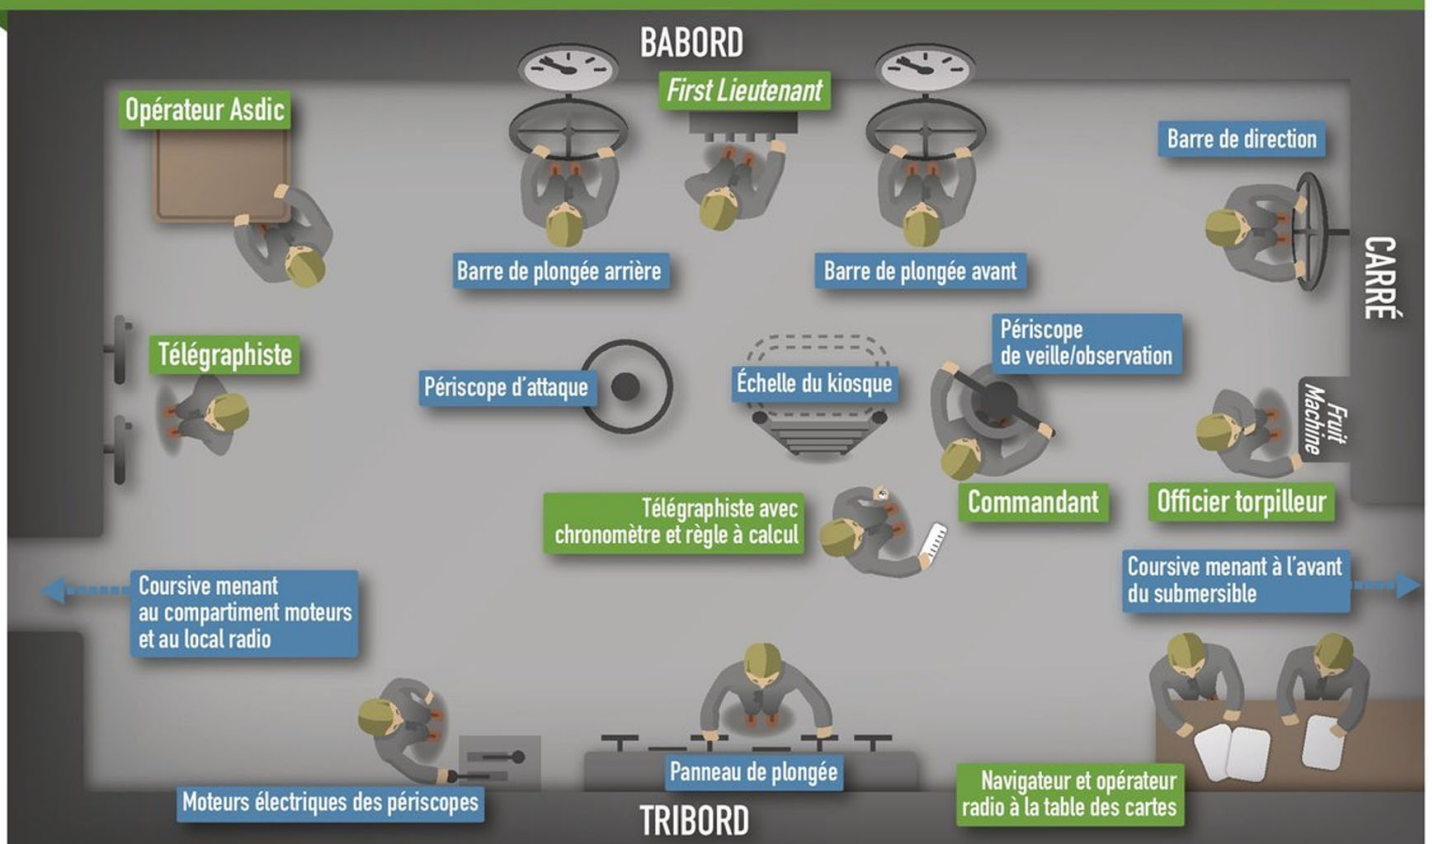 BABORD
First Lieutenant
Opérateur Asdic
Barre de direction
Barre de plongée arrière
Barre de plongée avant
CARRÉ
Télégraphiste
Périscope d'attaque
Échelle du kiosque
Périscope
de veille/observation
Fruit
Machine
Télégraphiste avec
chronomètre et règle à calcul
Commandant
Officier torpilleur
Coursive menant
au compartiment moteurs
et au local radio
Coursive menant à l'avant
du submersible
Moteurs électriques des périscopes
Panneau de plongée
Navigateur et opérateur
radio à la table des cartes
TRIBORD